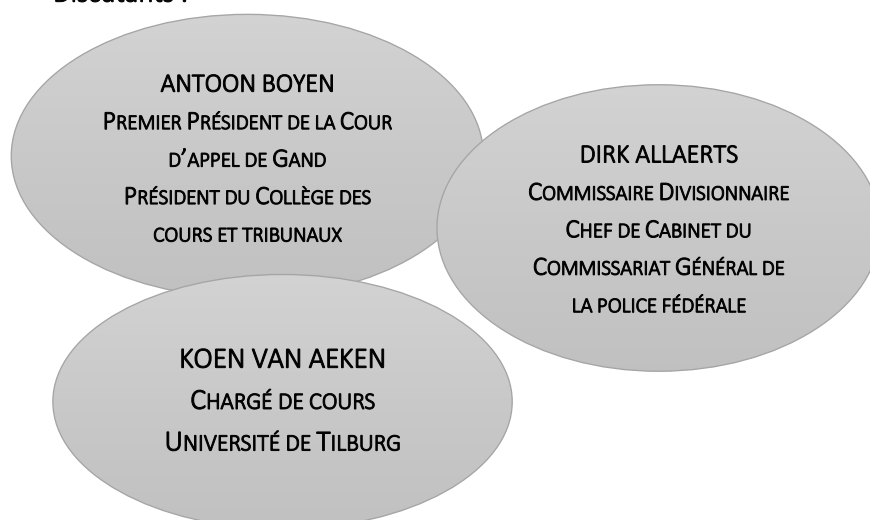 Discutants :
ANTOON BOYEN
PREMIER PRÉSIDENT DE LA COUR
D'APPEL DE GAND
PRÉSIDENT DU COLLÈGE DES
COURS ET TRIBUNAUX
DIRK ALLAERTS
COMMISSAIRE DIVISIONNAIRE
CHEF DE CABINET DU
COMMISSARIAT GÉNÉRAL DE
LA POLICE FÉDÉRALE
KOEN VAN AEKEN
CHARGÉ DE COURS
UNIVERSITÉ DE TILBURG